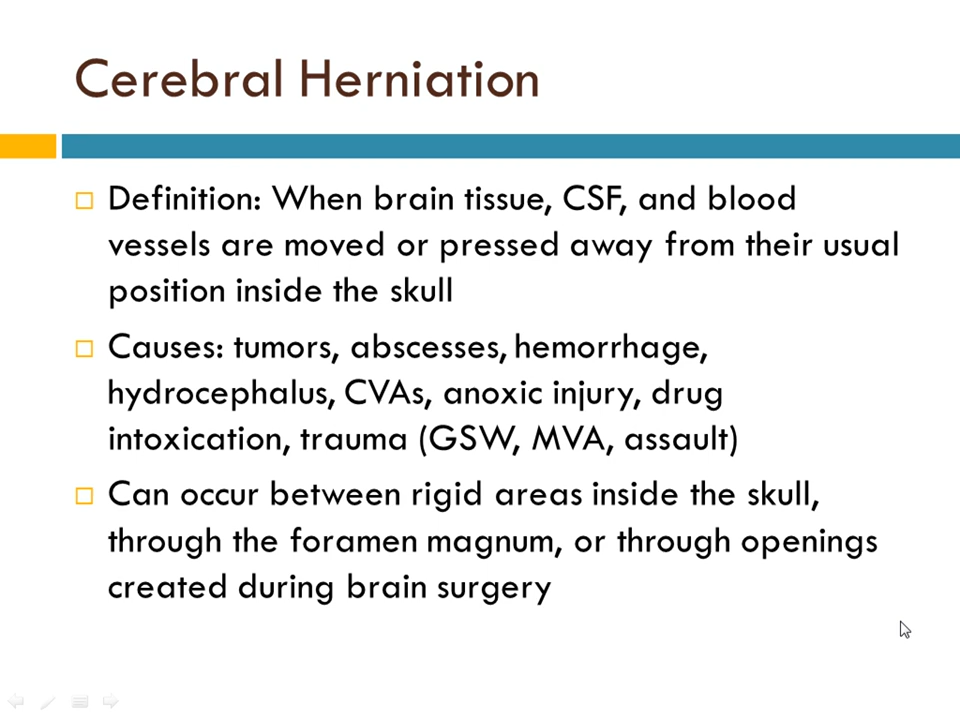 Cerebral Herniation
Definition: When brain tissue, CSF, and blood
vessels are moved or pressed away from their usual
position inside the skull
Causes: tumors, abscesses, hemorrhage,
hydrocephalus, CVAs, anoxic injury, drug
intoxication, trauma (GSW, MVA, assault)
Can occur between rigid areas inside the skull,
through the foramen magnum, or through openings
created during brain surgery